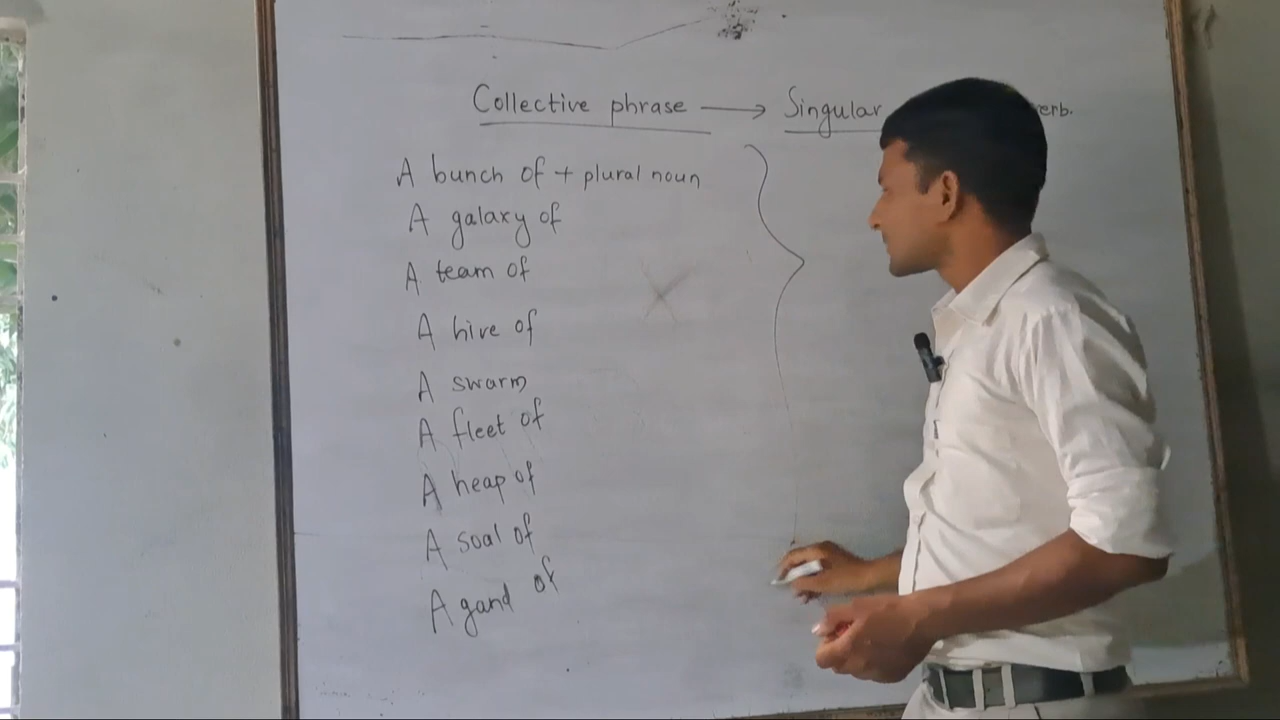 Collective phrase → Singular erb.
A bunch of + plural noun
A galaxy of
A team of
A hive of
A swarm
A fleet of
A heap of
A soal of
A gand of